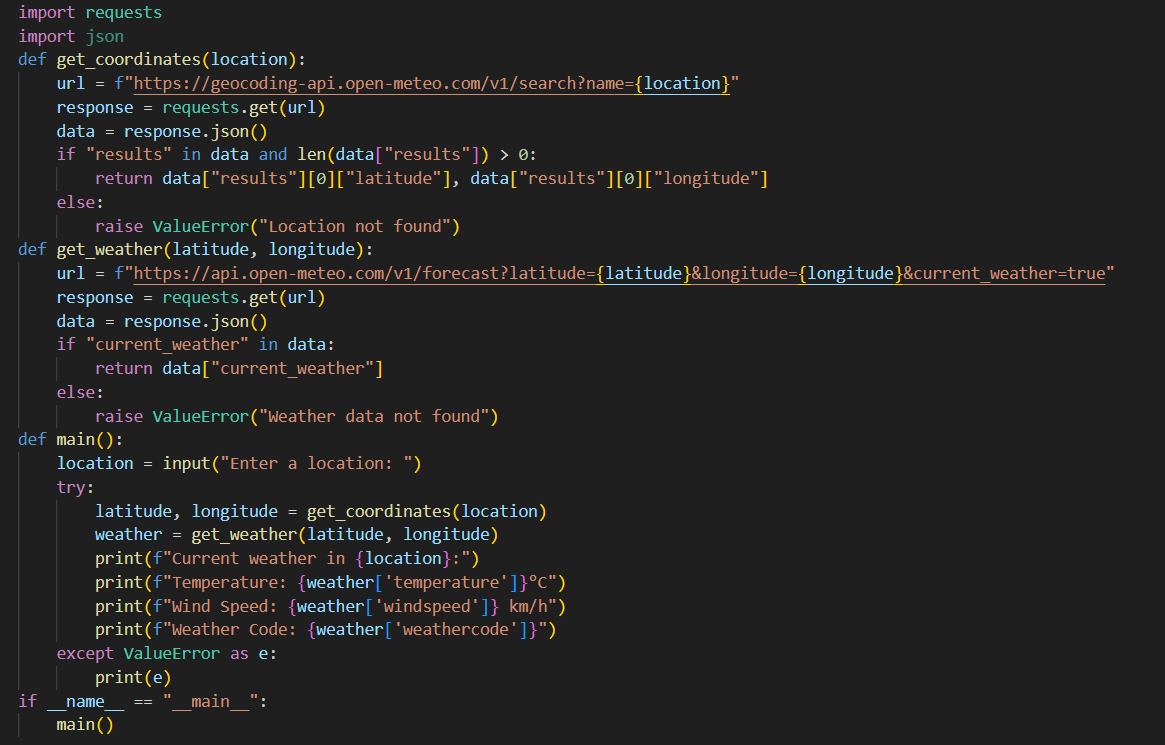 import requests
import json
def get_coordinates(location):
    url = f"https://geocoding-api.open-meteo.com/v1/search?name={location}"
    response = requests.get(url)
    data = response.json()
    if "results" in data and len(data["results"]) > 0:
        return data["results"][0]["latitude"], data["results"][0]["longitude"]
    else:
        raise ValueError("Location not found")
def get_weather(latitude, longitude):
    url = f"https://api.open-meteo.com/v1/forecast?latitude={latitude}&longitude={longitude}&current_weather=true"
    response = requests.get(url)
    data = response.json()
    if "current_weather" in data:
        return data["current_weather"]
    else:
        raise ValueError("Weather data not found")
def main():
    location = input("Enter a location: ")
    try:
        latitude, longitude = get_coordinates(location)
        weather = get_weather(latitude, longitude)
        print(f"Current weather in {location}:")
        print(f"Temperature: {weather['temperature']}°C")
        print(f"Wind Speed: {weather['windspeed']} km/h")
        print(f"Weather Code: {weather['weathercode']}")
    except ValueError as e:
        print(e)
if __name__ == "__main__":
    main()